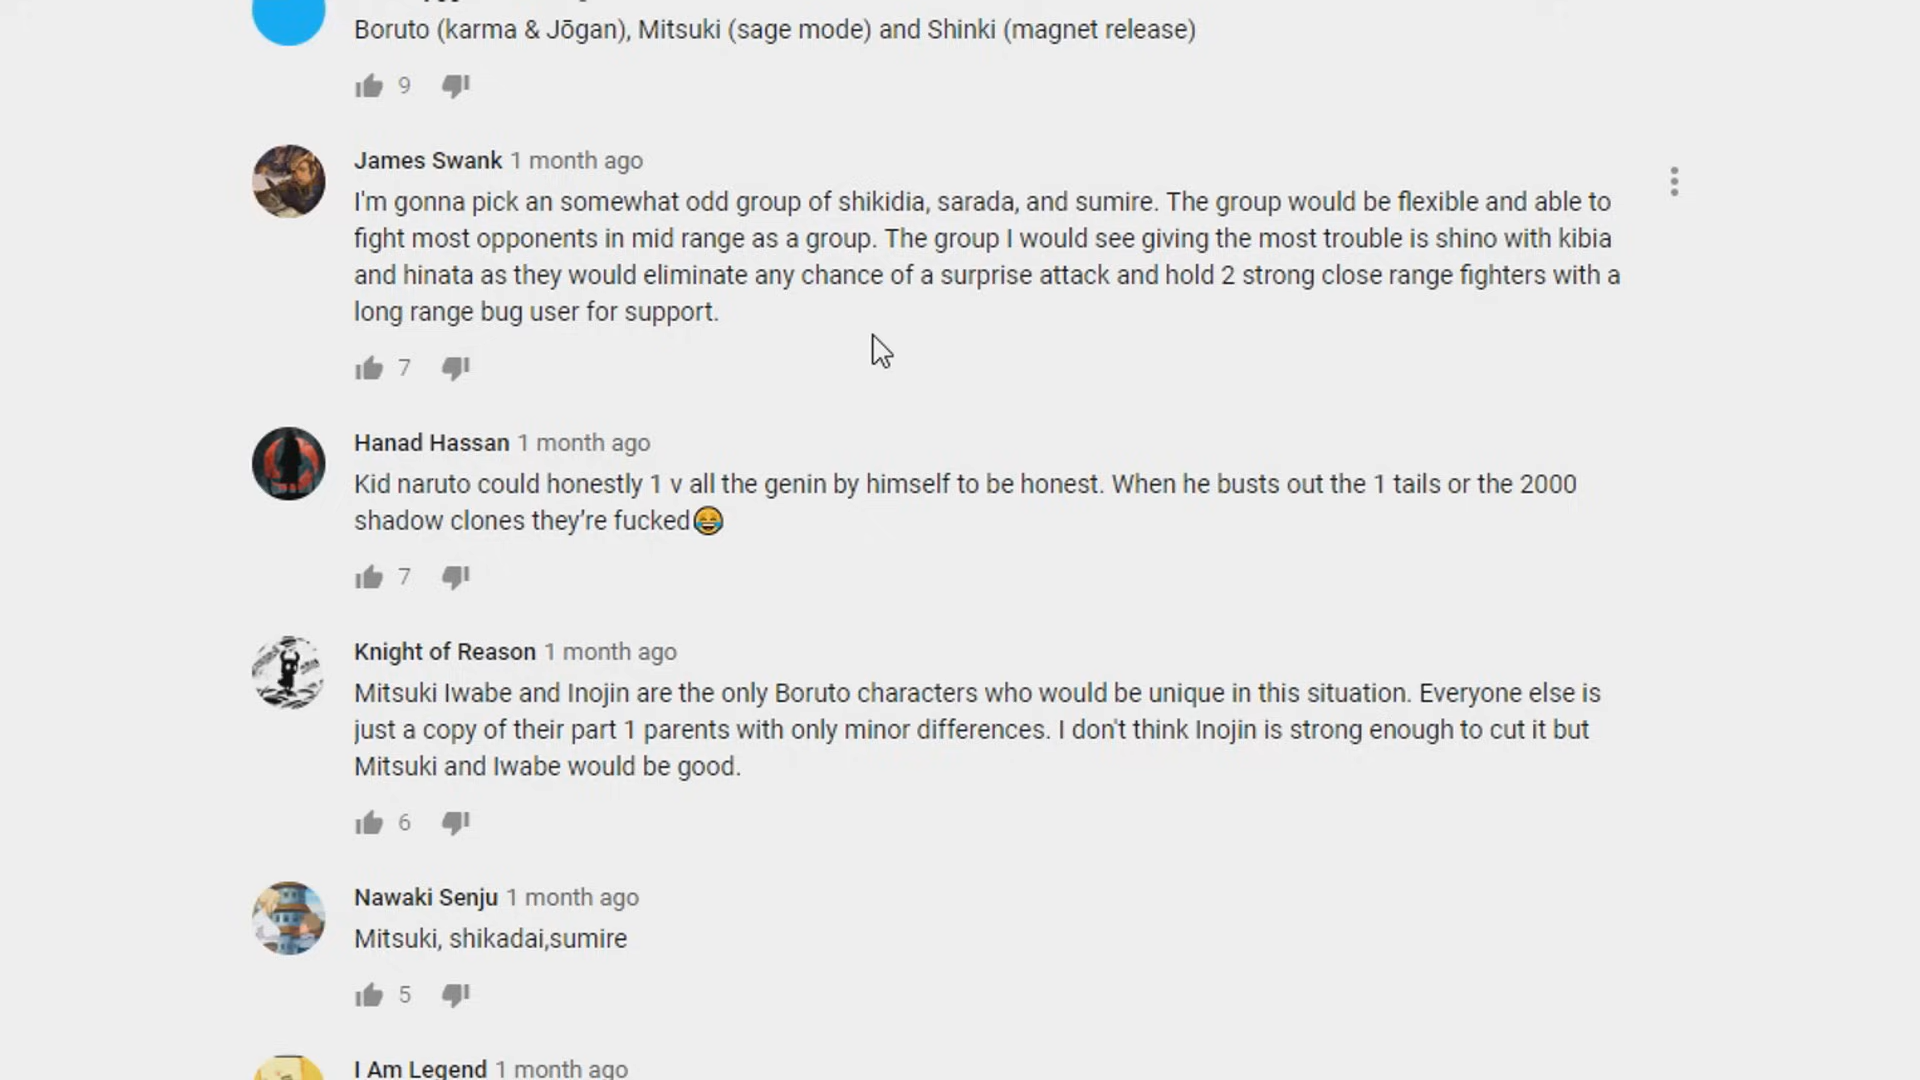 Boruto (karma & Jōgan), Mitsuki (sage mode) and Shinki (magnet release)
9
James Swank 1 month ago
I'm gonna pick an somewhat odd group of shikidia, sarada, and sumire. The group would be flexible and able to
fight most opponents in mid range as a group. The group I would see giving the most trouble is shino with kibia
and hinata as they would eliminate any chance of a surprise attack and hold 2 strong close range fighters with a
long range bug user for support.
7
Hanad Hassan 1 month ago
Kid naruto could honestly 1 v all the genin by himself to be honest. When he busts out the 1 tails or the 2000
shadow clones they're fucked😂
7
Knight of Reason 1 month ago
Mitsuki Iwabe and Inojin are the only Boruto characters who would be unique in this situation. Everyone else is
just a copy of their part 1 parents with only minor differences. I don't think Inojin is strong enough to cut it but
Mitsuki and Iwabe would be good.
6
Nawaki Senju 1 month ago
Mitsuki, shikadai,sumire
5
I Am Legend 1 month ago